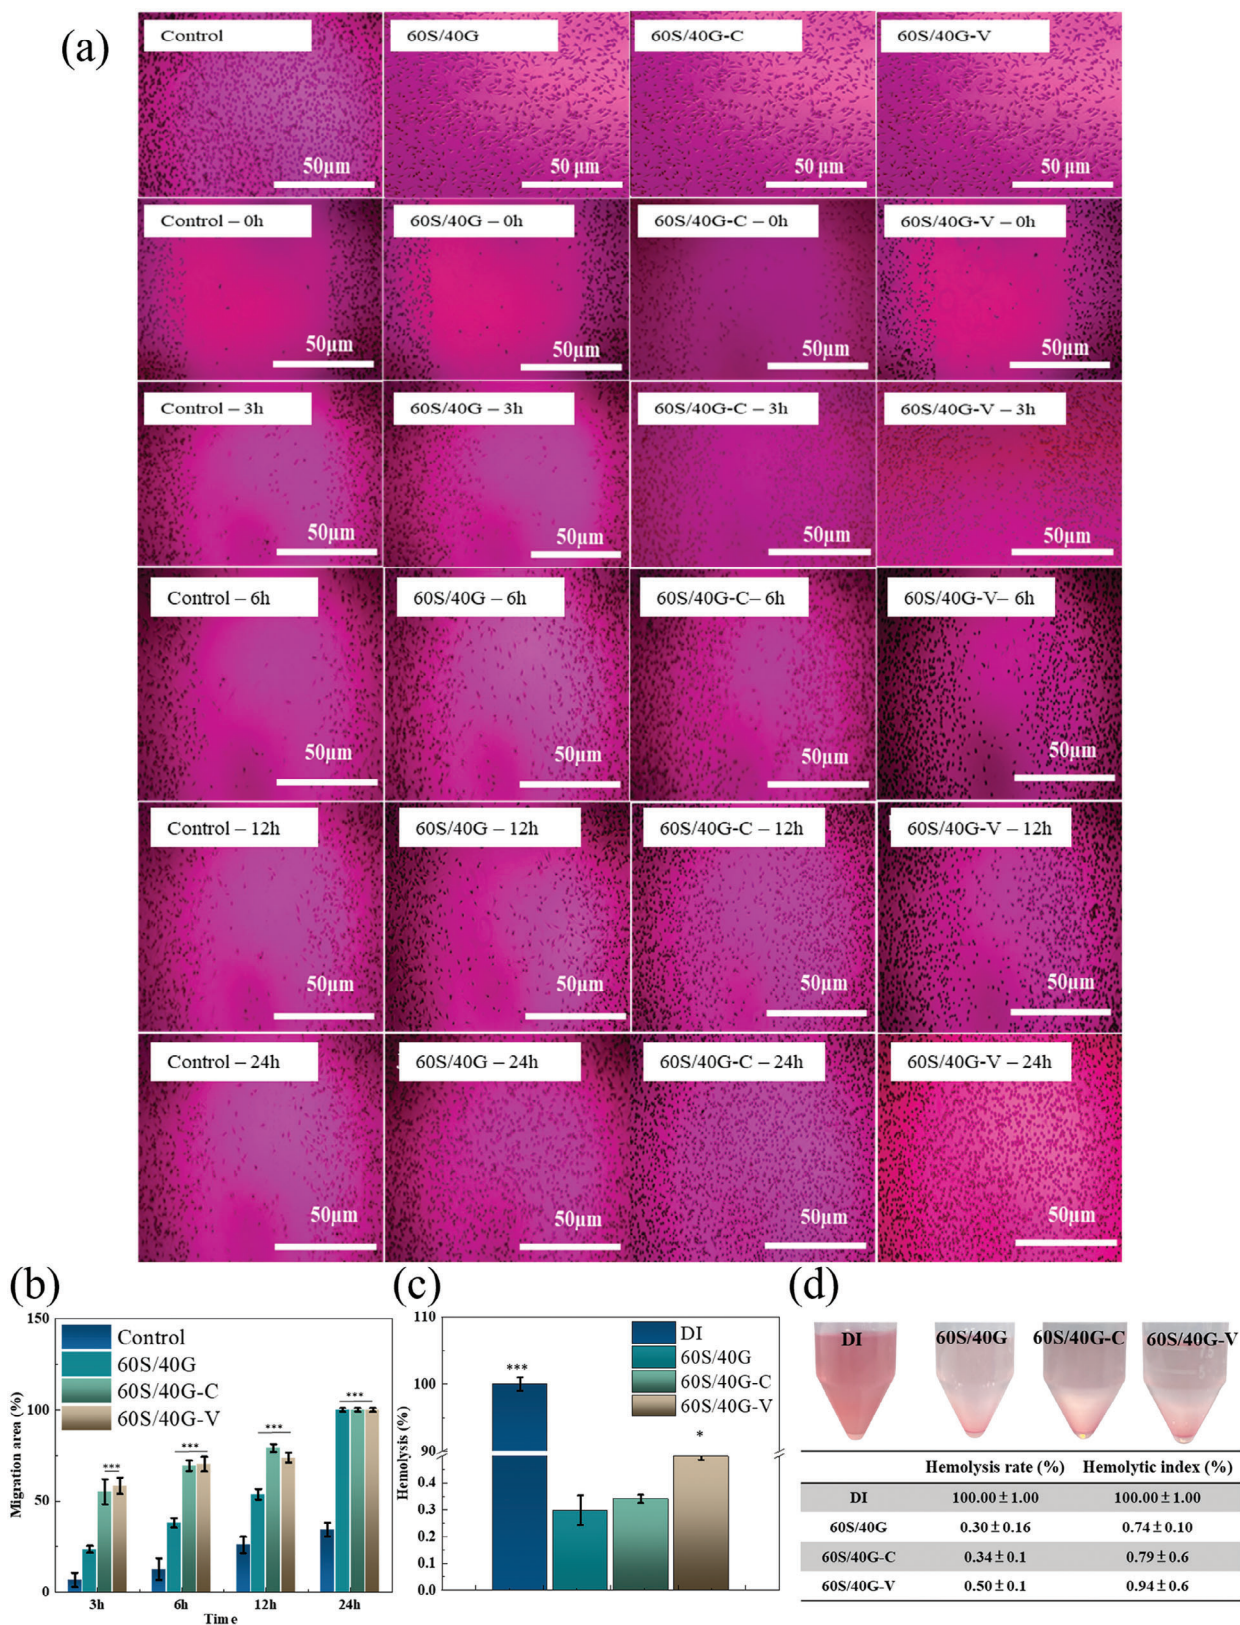 (a)
Control
60S/40G
60S/40G-C
60S/40G-V
50μm
50 μm
50 μm
50 μm
Control – 0h
60S/40G – 0h
60S/40G-C – 0h
60S/40G-V – 0h
50μm
50μm
50μm
50μm
Control – 3h
60S/40G – 3h
60S/40G-C – 3h
60S/40G-V – 3h
50μm
50μm
50μm
50μm
Control – 6h
60S/40G – 6h
60S/40G-C– 6h
60S/40G-V– 6h
50μm
50μm
50μm
50μm
Control – 12h
60S/40G – 12h
60S/40G-C – 12h
60S/40G-V – 12h
50μm
50μm
50μm
50μm
Control – 24h
60S/40G – 24h
60S/40G-C – 24h
60S/40G-V – 24h
50μm
50μm
50μm
50μm
(b)
150
100
50
0
Migration area (%)
Control
60S/40G
60S/40G-C
60S/40G-V
***
***
***
***
3h
6h
12h
24h
Time
(c)
110
100
90
0.4
0.3
0.2
0.1
0.0
Hemolysis (%)
DI
60S/40G
60S/40G-C
60S/40G-V
***
*
(d)
DI
60S/40G
60S/40G-C
60S/40G-V
Hemolysis rate (%) Hemolytic index (%)
DI 100.00 ± 1.00 100.00 ± 1.00
60S/40G 0.30 ± 0.16 0.74 ± 0.10
60S/40G-C 0.34 ± 0.1 0.79 ± 0.6
60S/40G-V 0.50 ± 0.1 0.94 ± 0.6